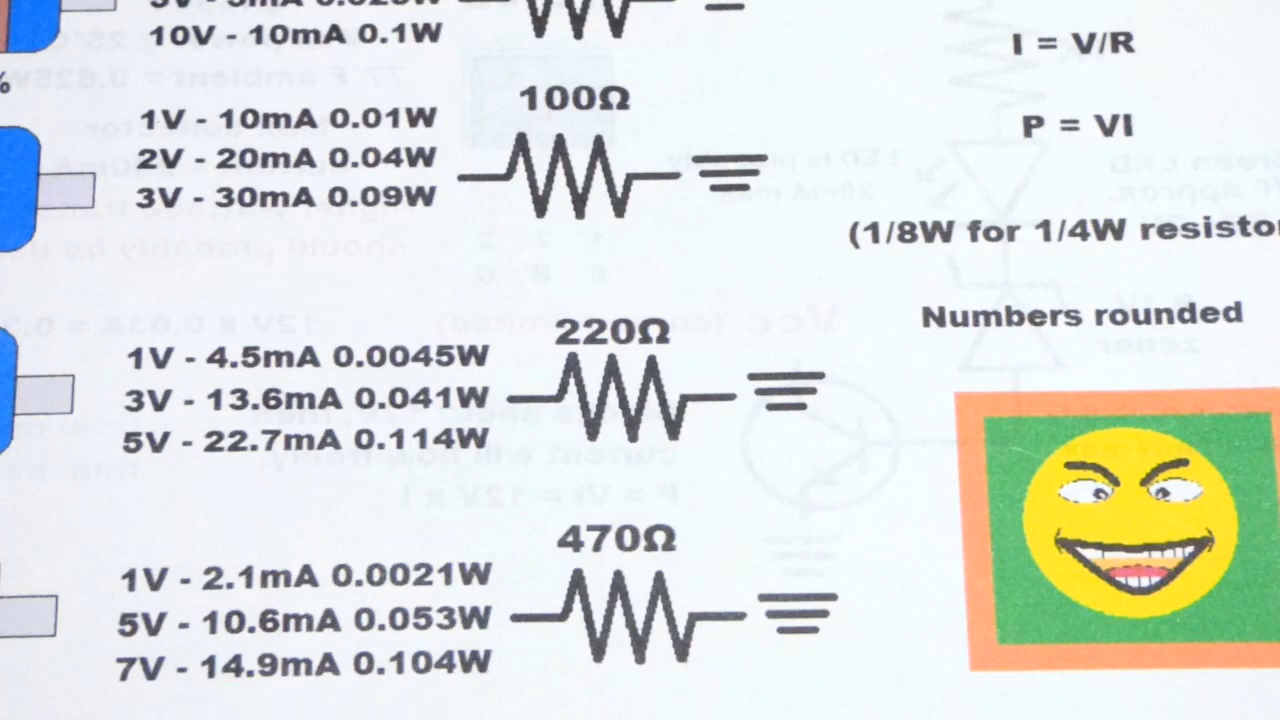 10V - 10mA 0.1W
100Ω
1V - 10mA 0.01W
2V - 20mA 0.04W
3V - 30mA 0.09W
220Ω
1V - 4.5mA 0.0045W
3V - 13.6mA 0.041W
5V - 22.7mA 0.114W
470Ω
1V - 2.1mA 0.0021W
5V - 10.6mA 0.053W
7V - 14.9mA 0.104W
I = V/R
P = VI
(1/8W for 1/4W
Numbers rounded